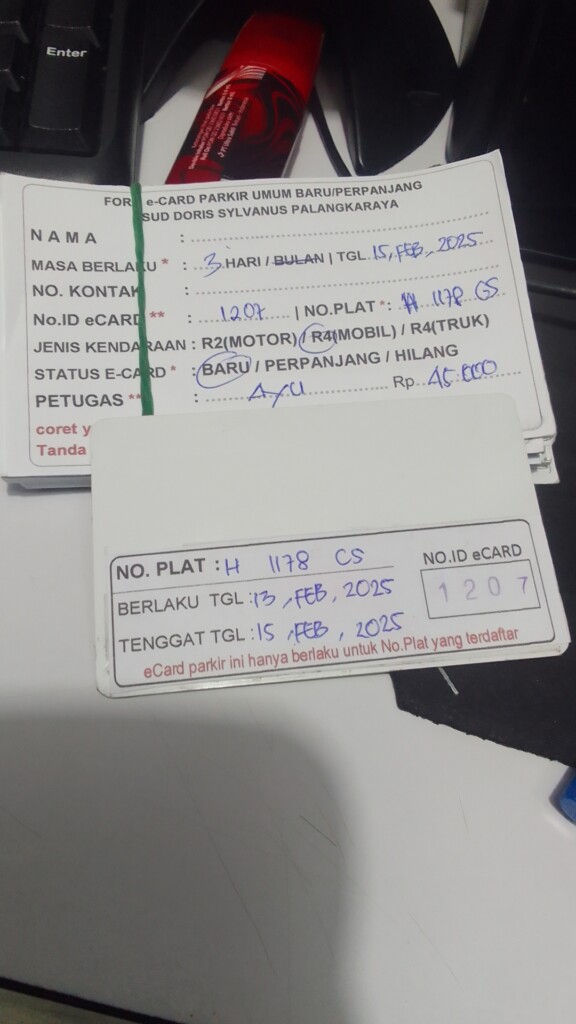 Enter
FOR e-CARD PARKIR UMUM BARU/PERPANJANG
SUD DORIS SYLVANUS PALANGKARAYA
N A M A :
MASA BERLAKU * : 3 HARI / BULAN | TGL 15, FEB, 2025
NO. KONTAK :
No.ID eCARD ** : 1207 | NO.PLAT * : H 1178 CS
JENIS KENDARAAN : R2(MOTOR) / R4(MOBIL) / R4(TRUK)
STATUS E-CARD * : BARU / PERPANJANG / HILANG
PETUGAS ** : AYU Rp 45.000
coret y
Tanda
NO. PLAT : H 1178 CS
NO.ID eCARD
BERLAKU TGL : 13, FEB, 2025
1207
TENGGAT TGL : 15, FEB, 2025
eCard parkir ini hanya berlaku untuk No.Plat yang terdaftar